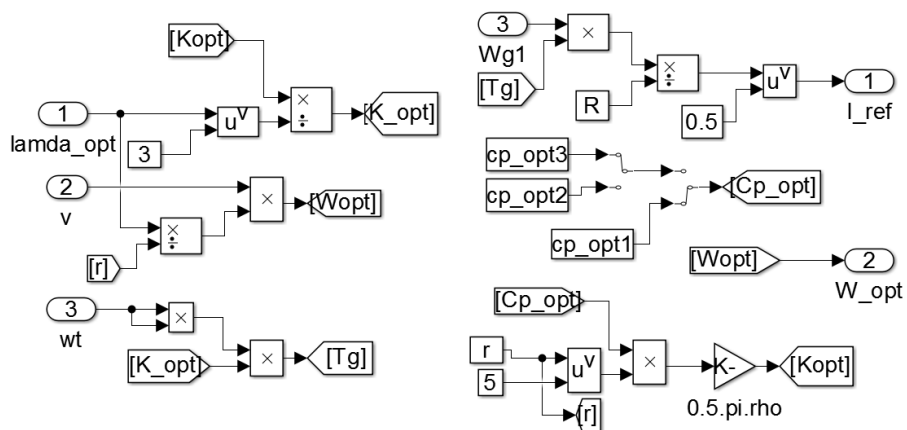 [Kopt]
×
÷
1
lamda_opt
u^v
3
[K_opt]
2
v
×
[Wopt]
×
÷
[r]
3
wt
×
[K_opt]
×
[Tg]
3
Wg1
×
[Tg]
×
÷
R
u^v
0.5
1
I_ref
cp_opt3
cp_opt2
[Cp_opt]
cp_opt1
[Wopt]
2
W_opt
[Cp_opt]
r
u^v
5
×
K-
[Kopt]
0.5.pi.rho
[r]